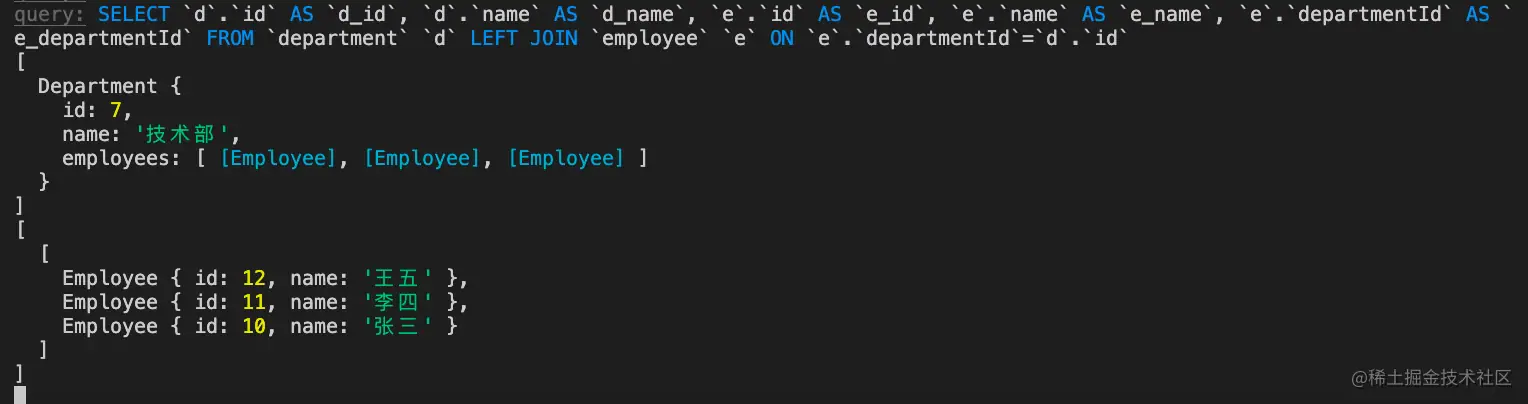 query: SELECT `d`.`id` AS `d_id`, `d`.`name` AS `d_name`, `e`.`id` AS `e_id`, `e`.`name` AS `e_name`, `e`.`departmentId` AS `
e_departmentId` FROM `department` `d` LEFT JOIN `employee` `e` ON `e`.`departmentId`=`d`.`id`
[
  Department {
    id: 7,
    name: '技术部',
    employees: [ [Employee], [Employee], [Employee] ]
  }
]
[
  [
    Employee { id: 12, name: '王五' },
    Employee { id: 11, name: '李四' },
    Employee { id: 10, name: '张三' }
  ]
]
@稀土掘金技术社区